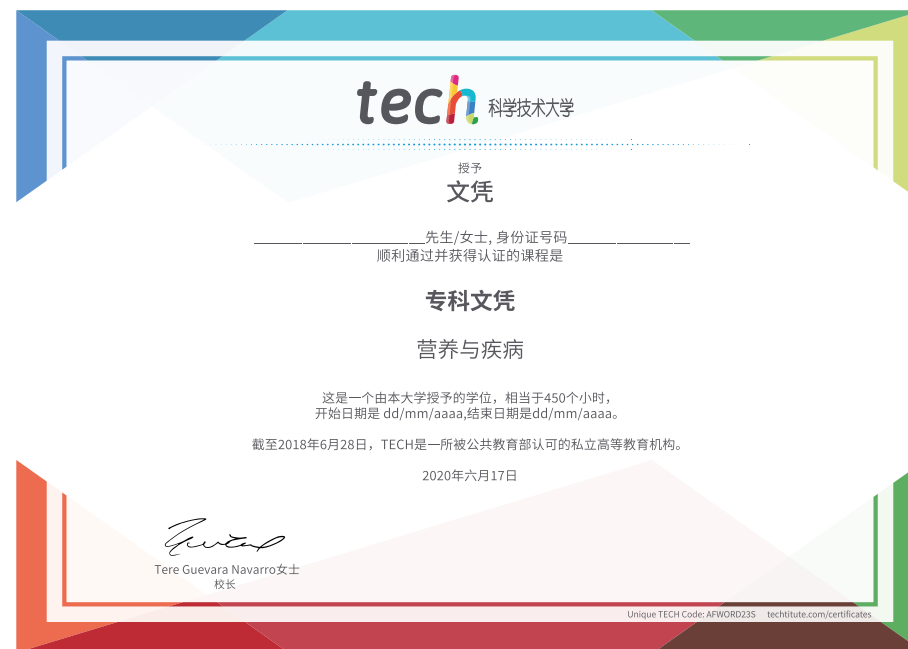 tech 科学技术大学
授予
文凭
______________________先生/女士, 身份证号码________________
顺利通过并获得认证的课程是
专科文凭
营养与疾病
这是一个由本大学授予的学位，相当于450个小时，
开始日期是 dd/mm/aaaa,结束日期是dd/mm/aaaa。
截至2018年6月28日，TECH是一所被公共教育部认可的私立高等教育机构。
2020年六月17日
Tere Guevara Navarro女士
校长
Unique TECH Code: AFWORD23S techtitute.com/certificates